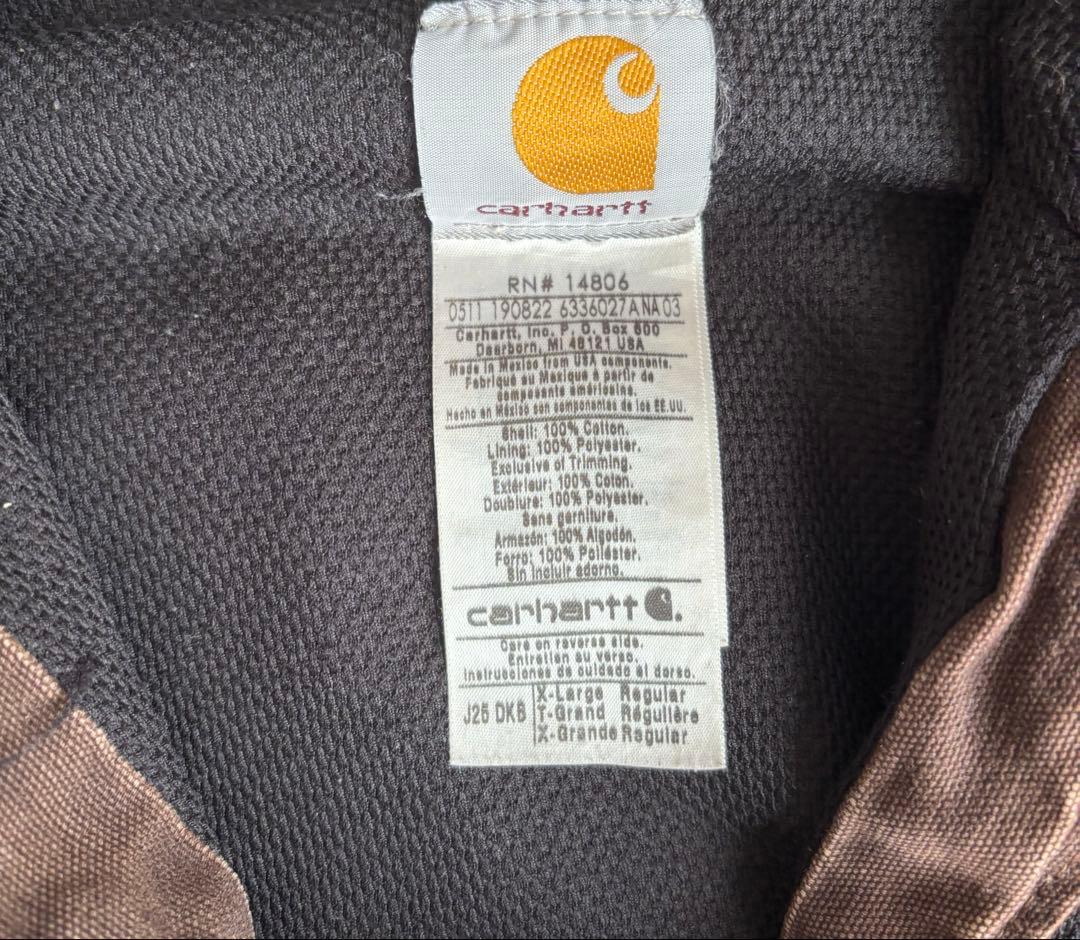 carhartt
RN# 14806
0511 190822 6336027A NA 03
Carhartt, Inc. P. O. Box 600
Dearborn, MI 48121 USA
Made in Mexico from USA components.
Fabriqué au Mexique à partir de
composants américains.
Hecho en México con componentes de los EE.UU.
Shell: 100% Cotton.
Lining: 100% Polyester.
Exclusive of Trimming.
Extérieur: 100% Coton.
Doublure: 100% Polyester.
Sans garniture.
Armazón: 100% Algodón.
Forro: 100% Poliéster.
Sin incluir adorno.
carhartt
Care on reverse side.
Entretien au verso.
Instrucciones de cuidado al dorso.
X-Large Regular
J25 DKB T-Grand Régulière
X-Grande Regular